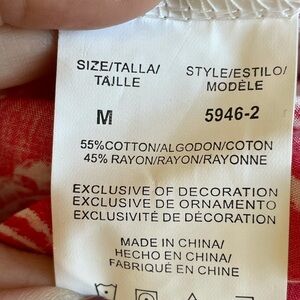 SIZE/TALLA/
TAILLE
STYLE/ESTILO/
MODÈLE
M
5946-2
55%COTTON/ALGODON/COTON
45% RAYON/RAYON/RAYONNE
EXCLUSIVE OF DECORATION
EXCLUSIVE DE ORNAMENTO
EXCLUSIVITÉ DE DÉCORATION
MADE IN CHINA/
HECHO EN CHINA/
FABRIQUÉ EN CHINE